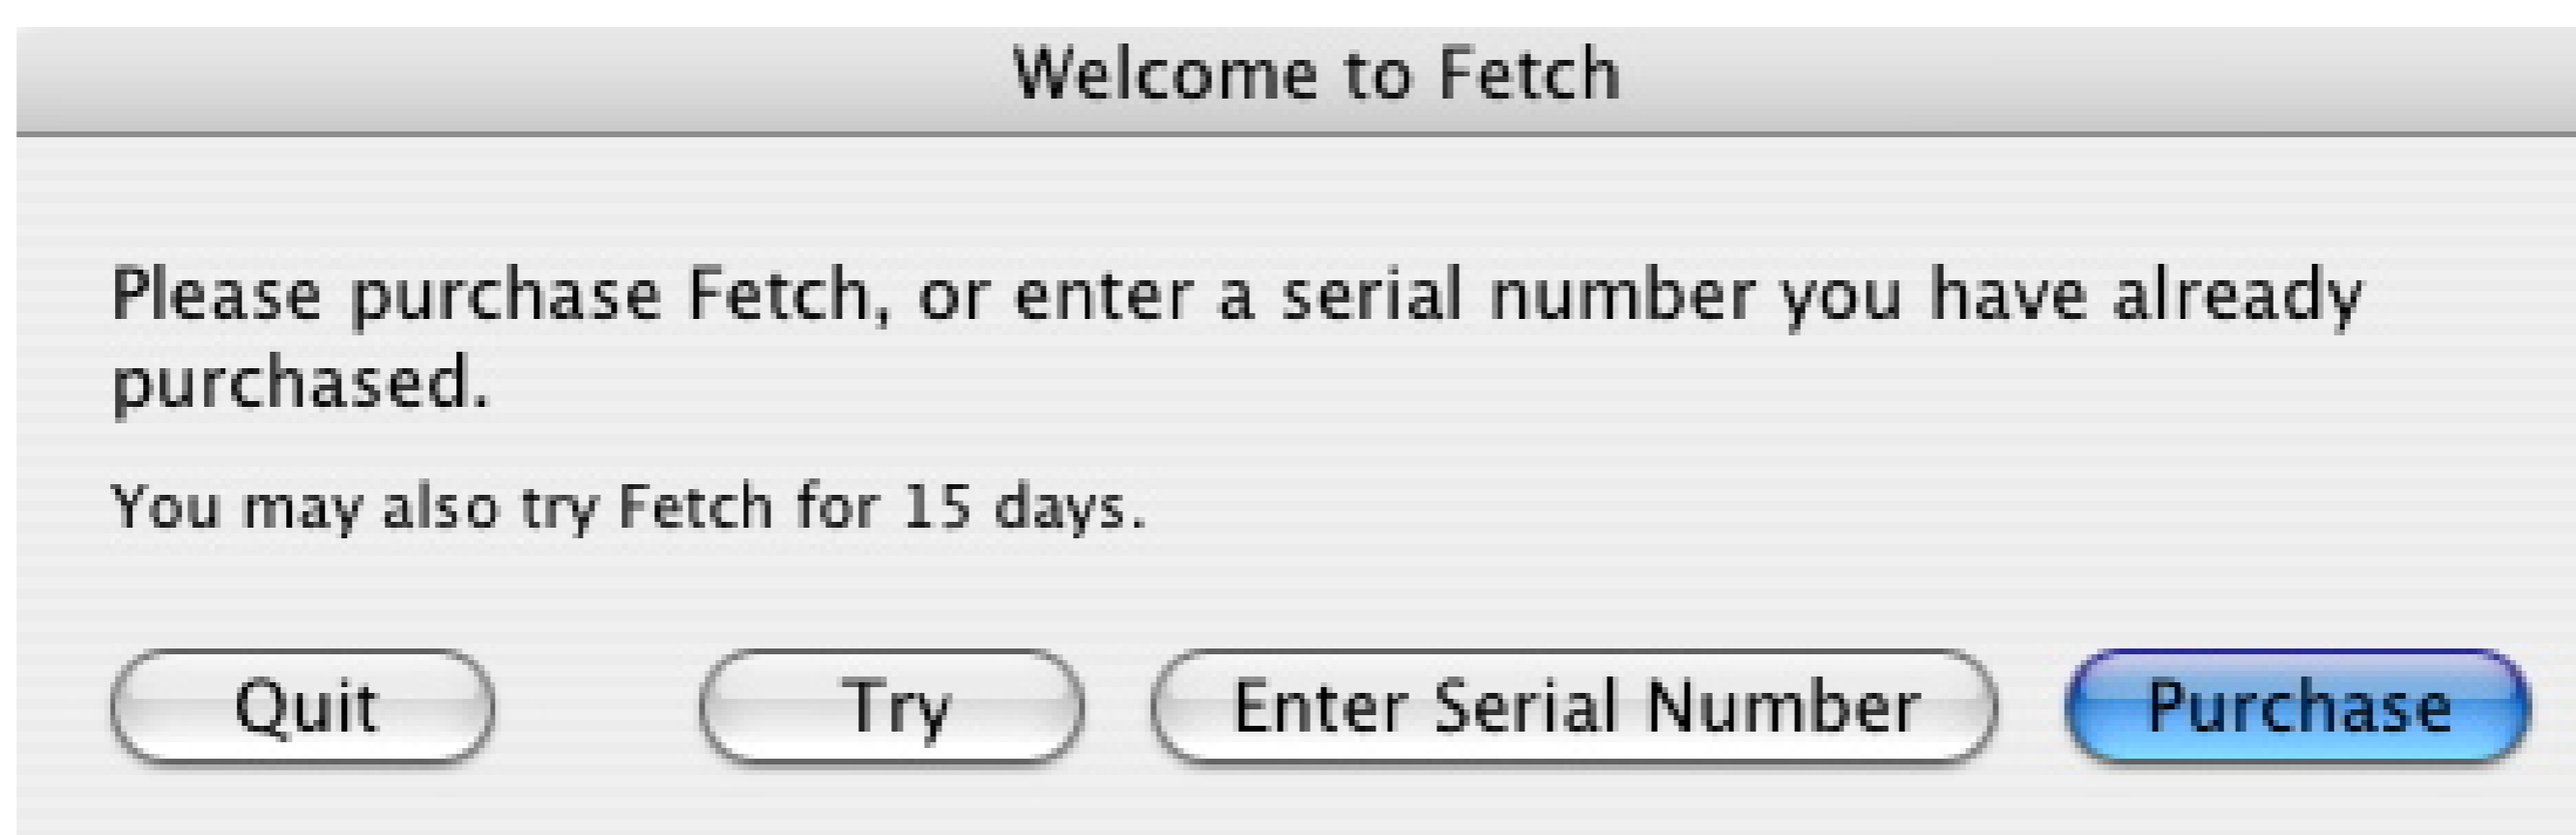 Welcome to Fetch
Please purchase Fetch, or enter a serial number you have already
purchased.
You may also try Fetch for 15 days.
Quit Try Enter Serial Number Purchase